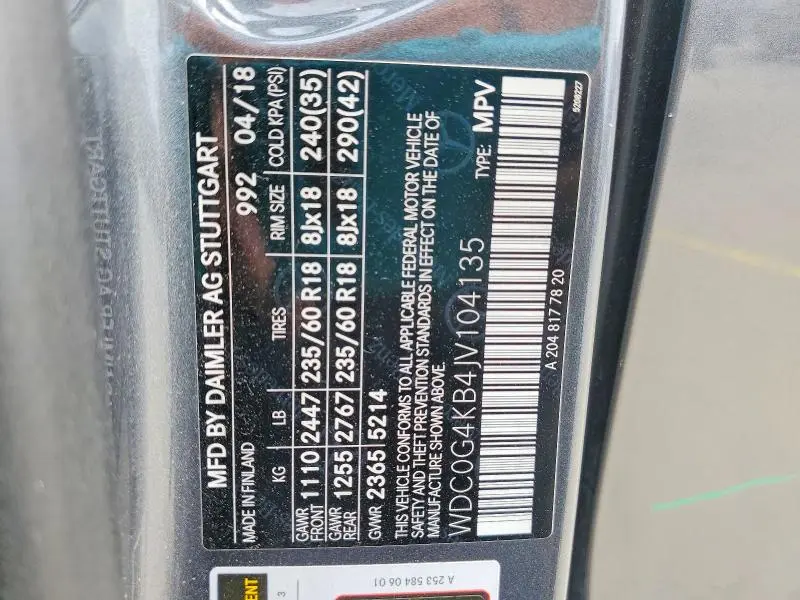 MFD BY DAIMLER AG STUTTGART
MADE IN FINLAND 992 04/18
KG LB TIRES RIM SIZE COLD KPA(PSI)
GAWR FRONT 1110 2447 235/60 R18 8Jx18 240(35)
GAWR REAR 1255 2767 235/60 R18 8Jx18 290(42)
GVWR 2365 5214
THIS VEHICLE CONFORMS TO ALL APPLICABLE FEDERAL MOTOR VEHICLE
SAFETY AND THEFT PREVENTION STANDARDS IN EFFECT ON THE DATE OF
MANUFACTURE SHOWN ABOVE.
WDC0G4KB4JV104135 TYPE: MPV
A 204 817 78 20
5208227
A 253 584 06 01